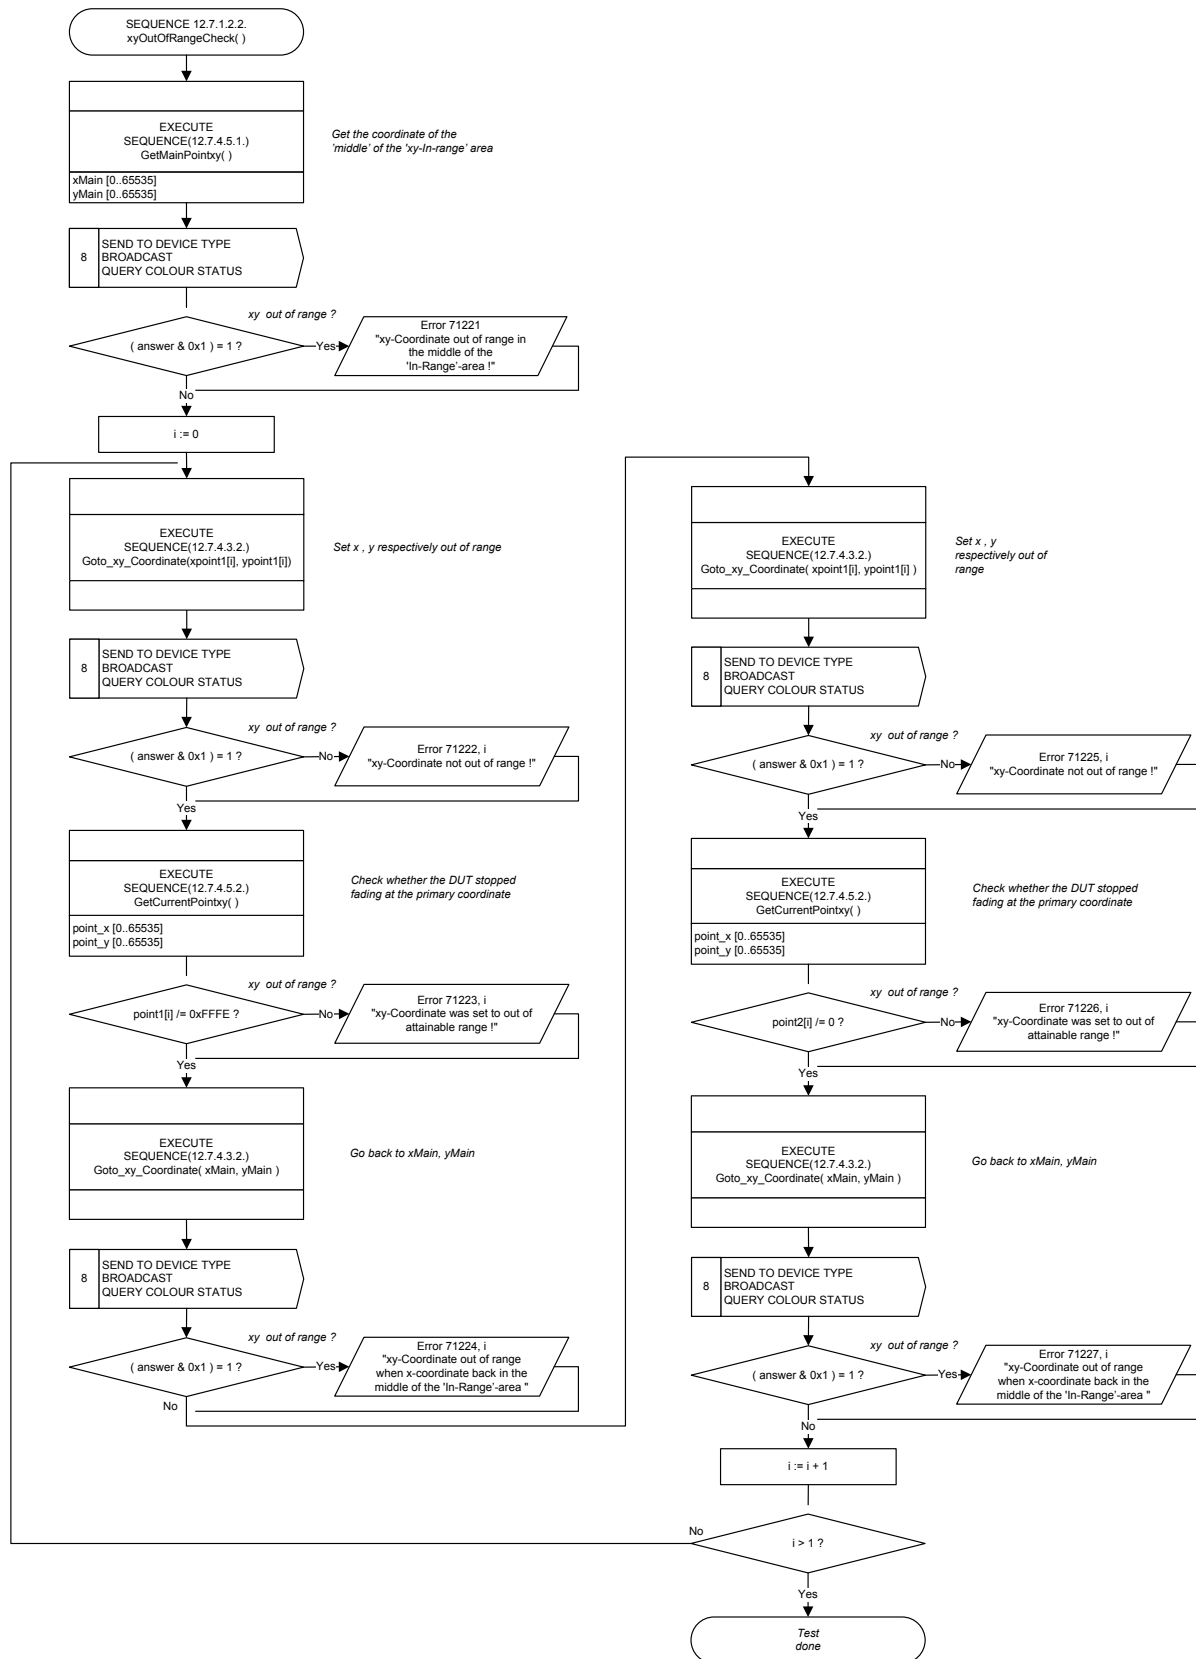 SEQUENCE 12.7.1.2.2.
xyOutOfRangeCheck( )
EXECUTE
SEQUENCE(12.7.4.5.1.)
GetMainPointxy( )
xMain [0..65535]
yMain [0..65535]
Get the coordinate of the
'middle' of the 'xy-In-range' area
8
SEND TO DEVICE TYPE
BROADCAST
QUERY COLOUR STATUS
xy out of range ?
( answer & 0x1 ) = 1 ?
Yes
Error 71221
"xy-Coordinate out of range in
the middle of the
'In-Range'-area !"
No
i := 0
EXECUTE
SEQUENCE(12.7.4.3.2.)
Goto_xy_Coordinate(xpoint1[i], ypoint1[i])
Set x , y respectively out of range
8
SEND TO DEVICE TYPE
BROADCAST
QUERY COLOUR STATUS
xy out of range ?
( answer & 0x1 ) = 1 ?
No
Error 71222, i
"xy-Coordinate not out of range !"
Yes
EXECUTE
SEQUENCE(12.7.4.5.2.)
GetCurrentPointxy( )
point_x [0..65535]
point_y [0..65535]
Check whether the DUT stopped
fading at the primary coordinate
xy out of range ?
point1[i] /= 0xFFFE ?
No
Error 71223, i
"xy-Coordinate was set to out of
attainable range !"
Yes
EXECUTE
SEQUENCE(12.7.4.3.2.)
Goto_xy_Coordinate( xMain, yMain )
Go back to xMain, yMain
8
SEND TO DEVICE TYPE
BROADCAST
QUERY COLOUR STATUS
xy out of range ?
( answer & 0x1 ) = 1 ?
Yes
Error 71224, i
"xy-Coordinate out of range
when x-coordinate back in the
middle of the 'In-Range'-area "
No
EXECUTE
SEQUENCE(12.7.4.3.2.)
Goto_xy_Coordinate( xpoint1[i], ypoint1[i] )
Set x , y
respectively out of
range
8
SEND TO DEVICE TYPE
BROADCAST
QUERY COLOUR STATUS
xy out of range ?
( answer & 0x1 ) = 1 ?
No
Error 71225, i
"xy-Coordinate not out of range !"
Yes
EXECUTE
SEQUENCE(12.7.4.5.2.)
GetCurrentPointxy( )
point_x [0..65535]
point_y [0..65535]
Check whether the DUT stopped
fading at the primary coordinate
xy out of range ?
point2[i] /= 0 ?
No
Error 71226, i
"xy-Coordinate was set to out of
attainable range !"
Yes
EXECUTE
SEQUENCE(12.7.4.3.2.)
Goto_xy_Coordinate( xMain, yMain )
Go back to xMain, yMain
8
SEND TO DEVICE TYPE
BROADCAST
QUERY COLOUR STATUS
xy out of range ?
( answer & 0x1 ) = 1 ?
Yes
Error 71227, i
"xy-Coordinate out of range
when x-coordinate back in the
middle of the 'In-Range'-area "
No
i := i + 1
No
i > 1 ?
Yes
Test
done